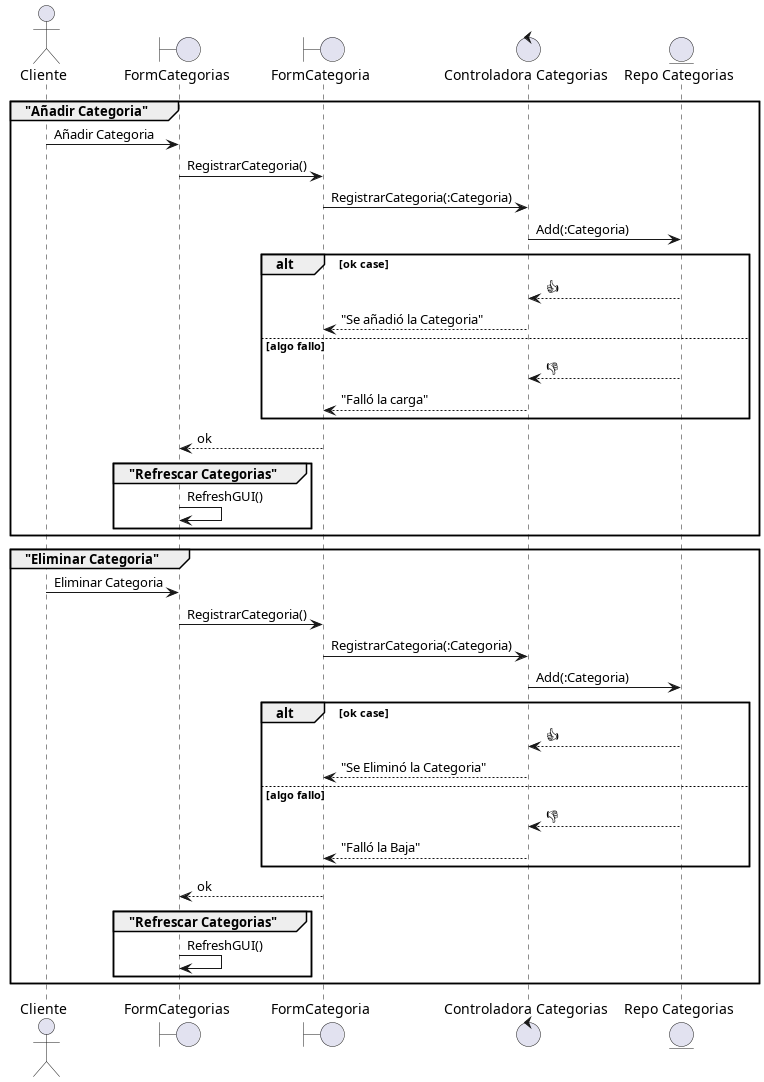 Cliente
FormCategorias
FormCategoria
Controladora Categorias
Repo Categorias
"Añadir Categoria"
Añadir Categoria
RegistrarCategoria()
RegistrarCategoria(:Categoria)
Add(:Categoria)
alt [ok case]
👍
"Se añadió la Categoria"
[algo fallo]
👎
"Falló la carga"
ok
"Refrescar Categorias"
RefreshGUI()
"Eliminar Categoria"
Eliminar Categoria
RegistrarCategoria()
RegistrarCategoria(:Categoria)
Add(:Categoria)
alt [ok case]
👍
"Se Eliminó la Categoria"
[algo fallo]
👎
"Falló la Baja"
ok
"Refrescar Categorias"
RefreshGUI()
Cliente
FormCategorias
FormCategoria
Controladora Categorias
Repo Categorias